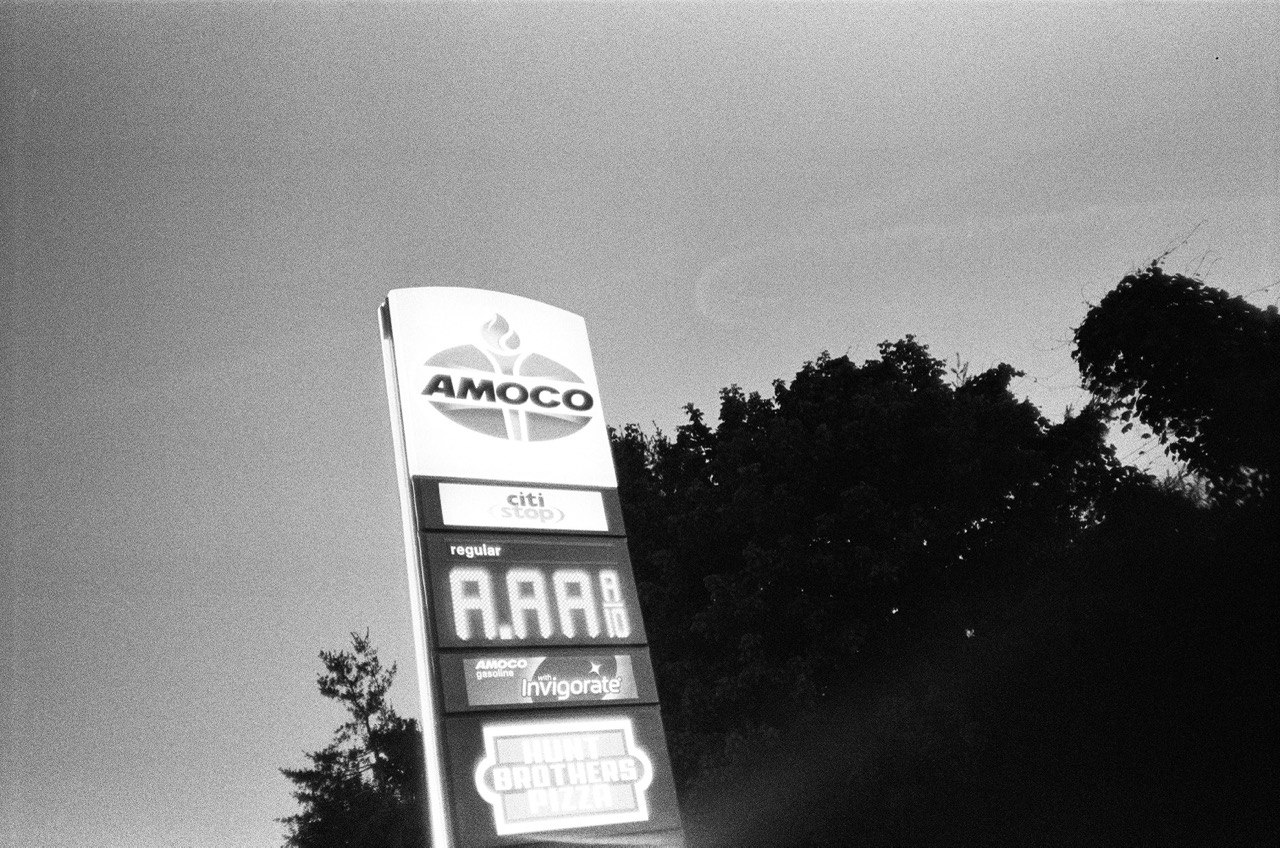 AMOCO
citi
stop
regular
A.AA A/10
AMOCO
gasoline
with
Invigorate
HUNT
BROTHERS
PIZZA